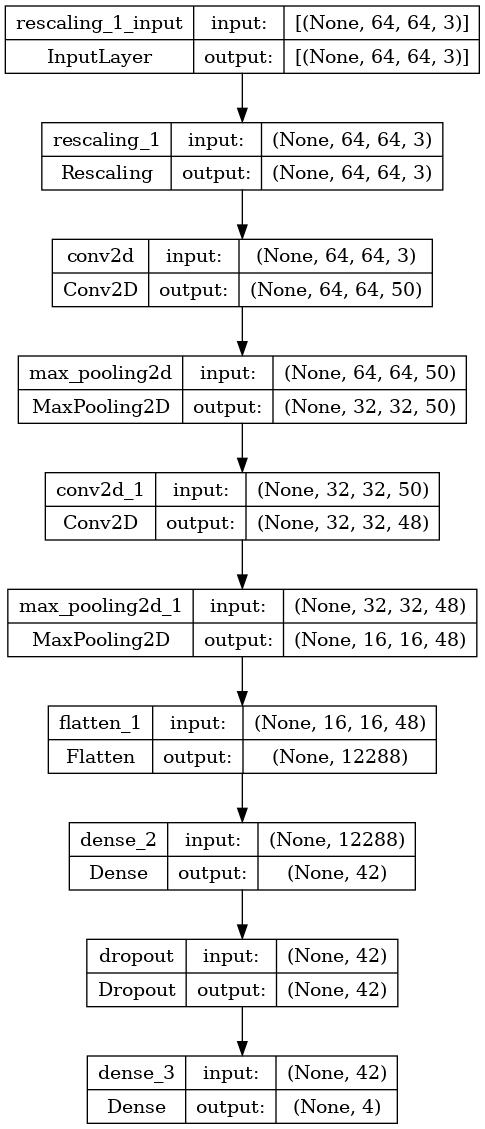 rescaling_1_input input: [(None, 64, 64, 3)]
InputLayer output: [(None, 64, 64, 3)]
rescaling_1 input: (None, 64, 64, 3)
Rescaling output: (None, 64, 64, 3)
conv2d input: (None, 64, 64, 3)
Conv2D output: (None, 64, 64, 50)
max_pooling2d input: (None, 64, 64, 50)
MaxPooling2D output: (None, 32, 32, 50)
conv2d_1 input: (None, 32, 32, 50)
Conv2D output: (None, 32, 32, 48)
max_pooling2d_1 input: (None, 32, 32, 48)
MaxPooling2D output: (None, 16, 16, 48)
flatten_1 input: (None, 16, 16, 48)
Flatten output: (None, 12288)
dense_2 input: (None, 12288)
Dense output: (None, 42)
dropout input: (None, 42)
Dropout output: (None, 42)
dense_3 input: (None, 42)
Dense output: (None, 4)